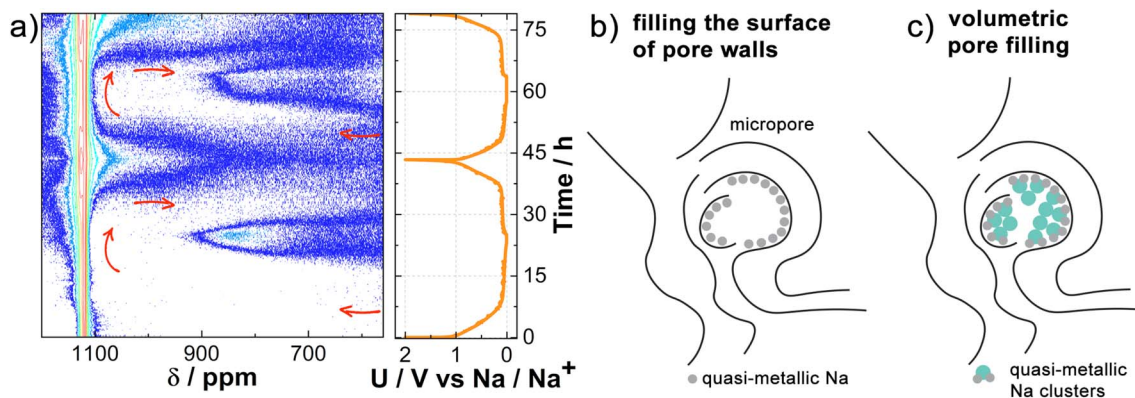 a)
1100
900
700
δ / ppm
2
1
0
U / V vs Na / Na⁺
75
60
45
30
15
0
Time / h
b) filling the surface
of pore walls
micropore
quasi-metallic Na
c) volumetric
pore filling
quasi-metallic
Na clusters